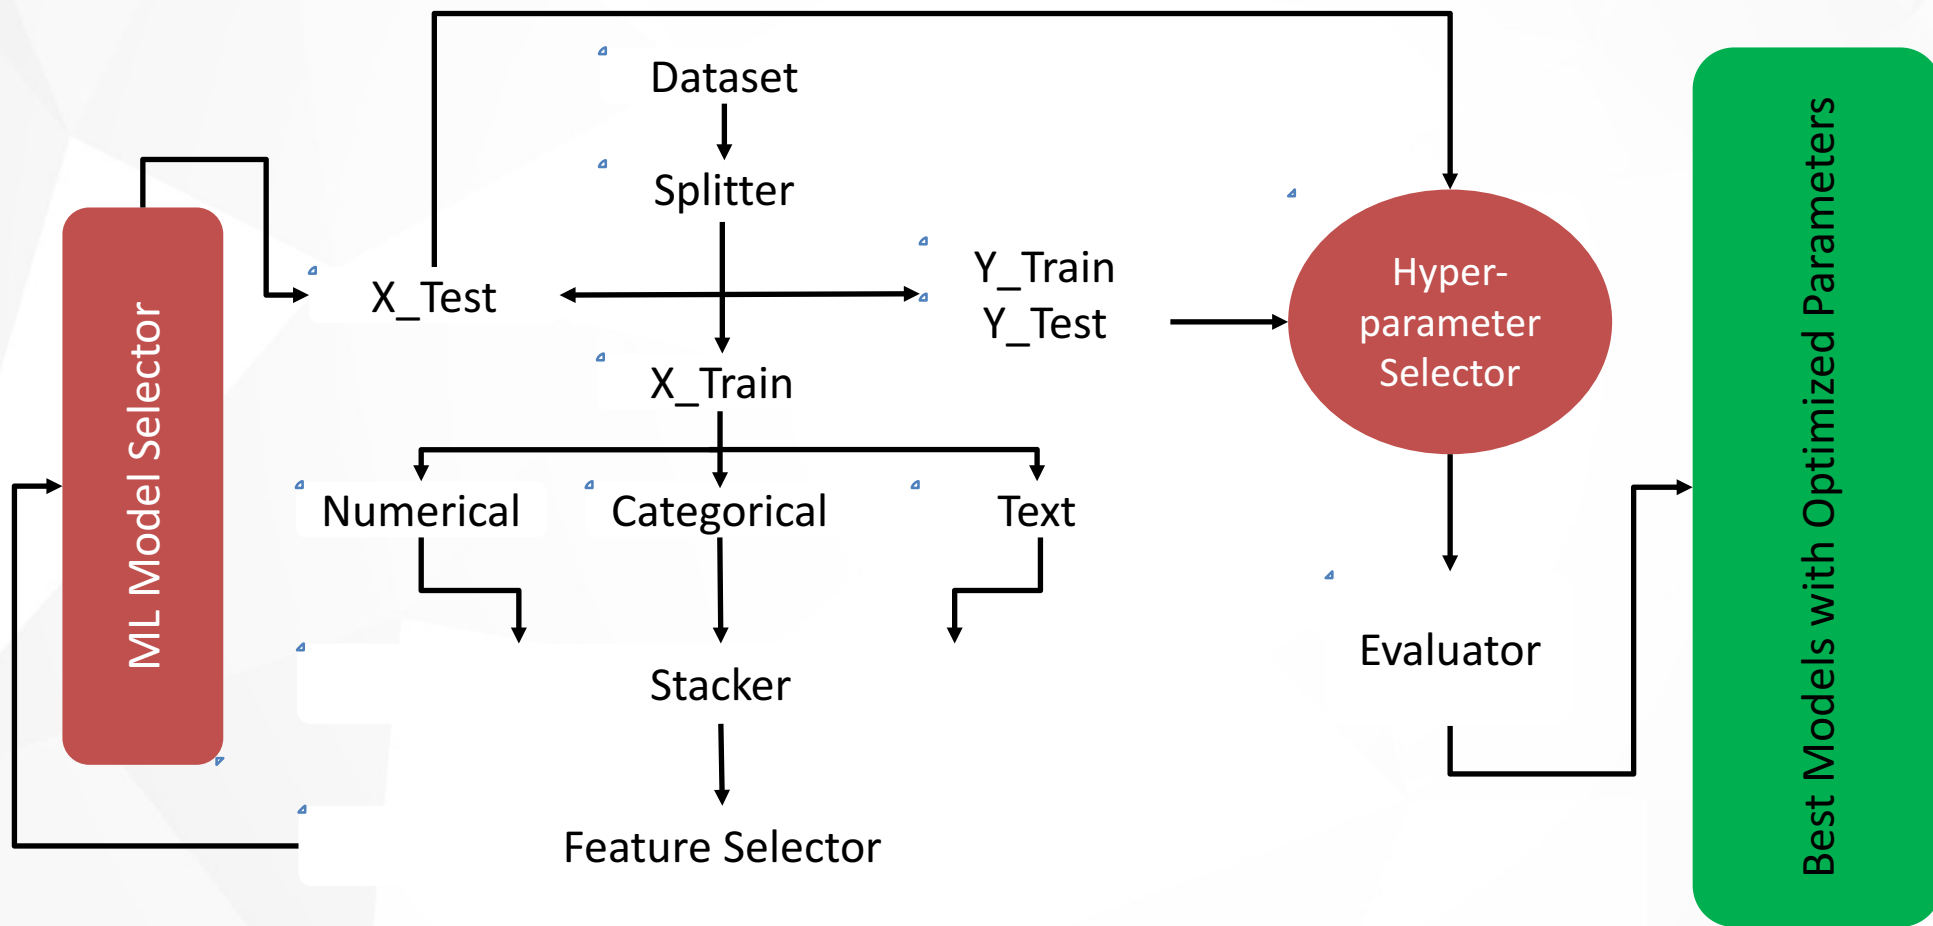 Dataset
Splitter
X_Test
Y_Train
Y_Test
X_Train
Numerical
Categorical
Text
Stacker
Feature Selector
ML Model Selector
Hyper-
parameter
Selector
Evaluator
Best Models with Optimized Parameters